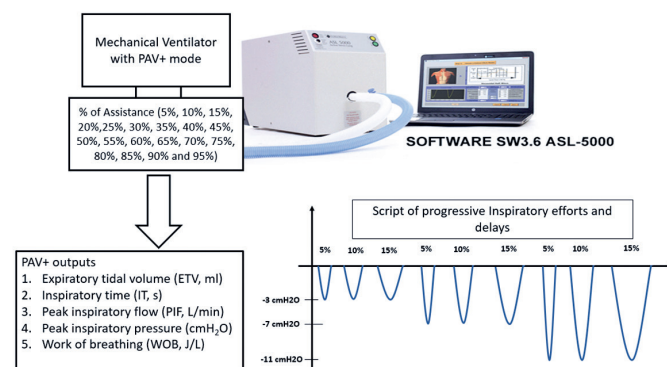 Mechanical Ventilator
with PAV+ mode
% of Assistance (5%, 10%, 15%,
20%,25%, 30%, 35%, 40%, 45%,
50%, 55%, 60%, 65%, 70%, 75%,
80%, 85%, 90% and 95%)
ASL 5000
SOFTWARE SW3.6 ASL-5000
PAV+ outputs
1. Expiratory tidal volume (ETV, ml)
2. Inspiratory time (IT, s)
3. Peak inspiratory flow (PIF, L/min)
4. Peak inspiratory pressure (cmH2O)
5. Work of breathing (WOB, J/L)
Script of progressive Inspiratory efforts and
delays
5% 10% 15% 5% 10% 15% 5% 10% 15%
-3 cmH2O
-7 cmH2O
-11 cmH2O